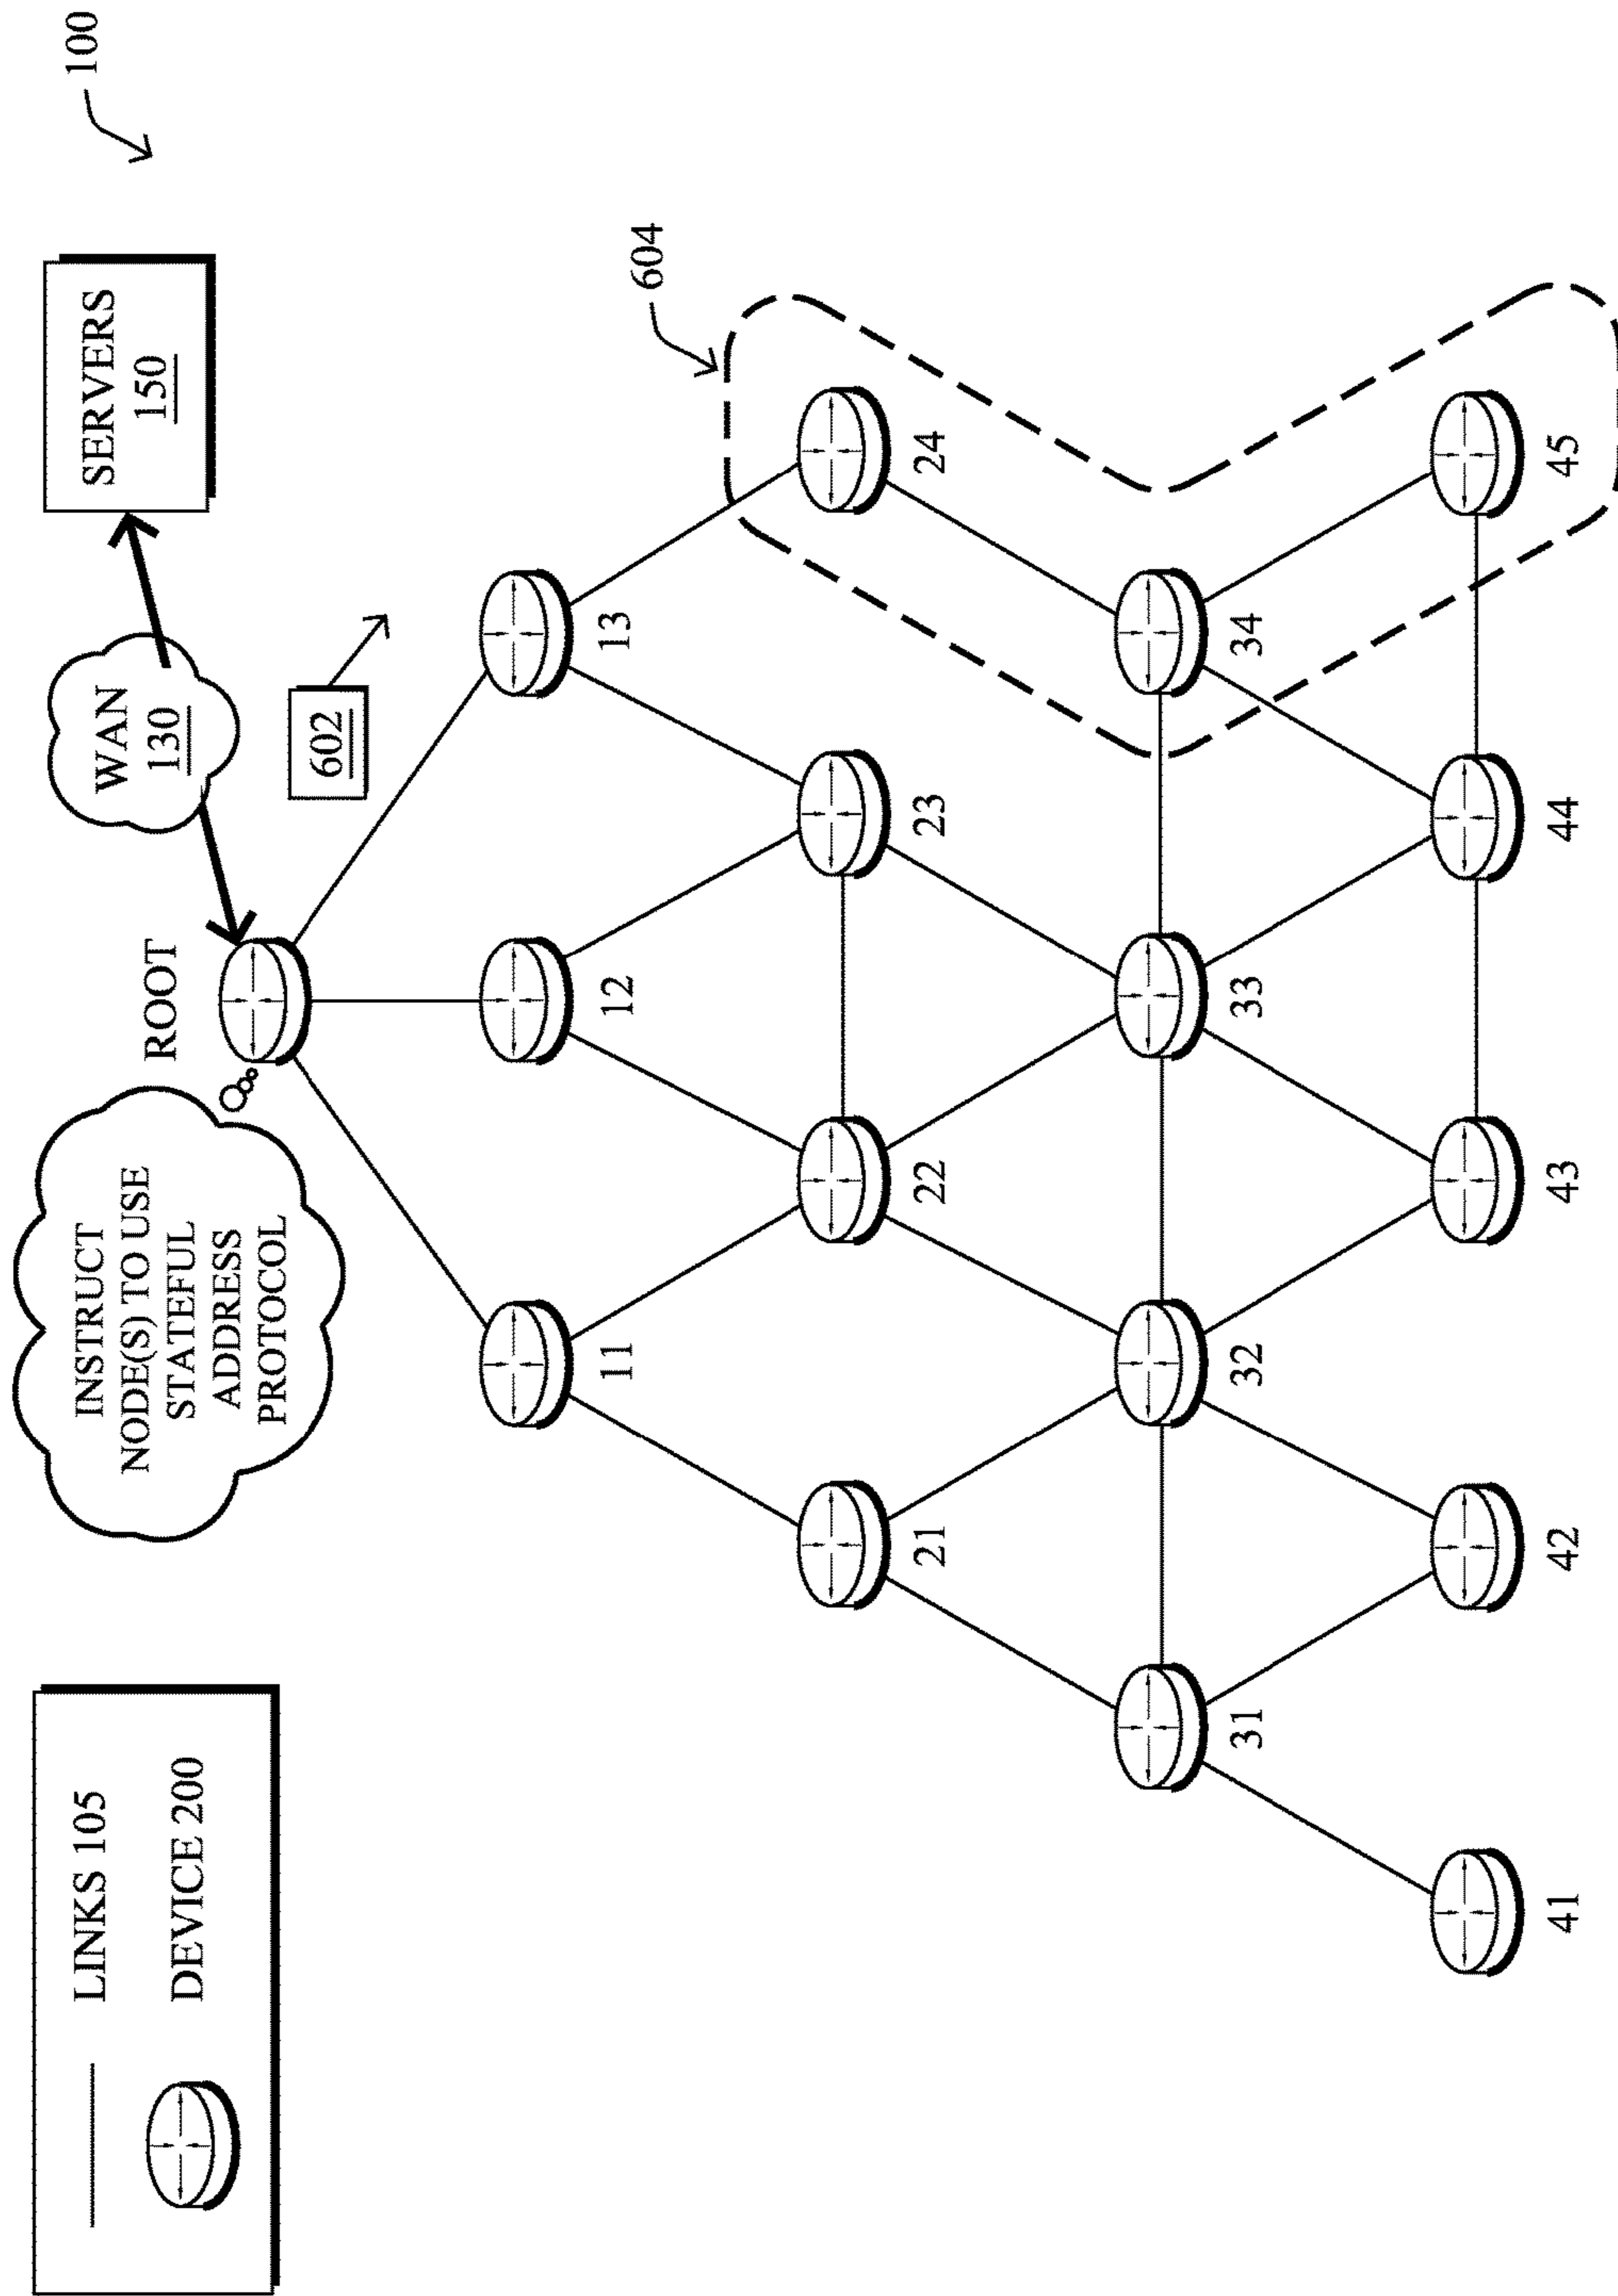 LINKS 105
DEVICE 200
INSTRUCT
NODE(S) TO USE
STATEFUL
ADDRESS
PROTOCOL
ROOT
WAN
130
SERVERS
150
100
602
604
11
12
13
21
22
23
24
31
32
33
34
41
42
43
44
45